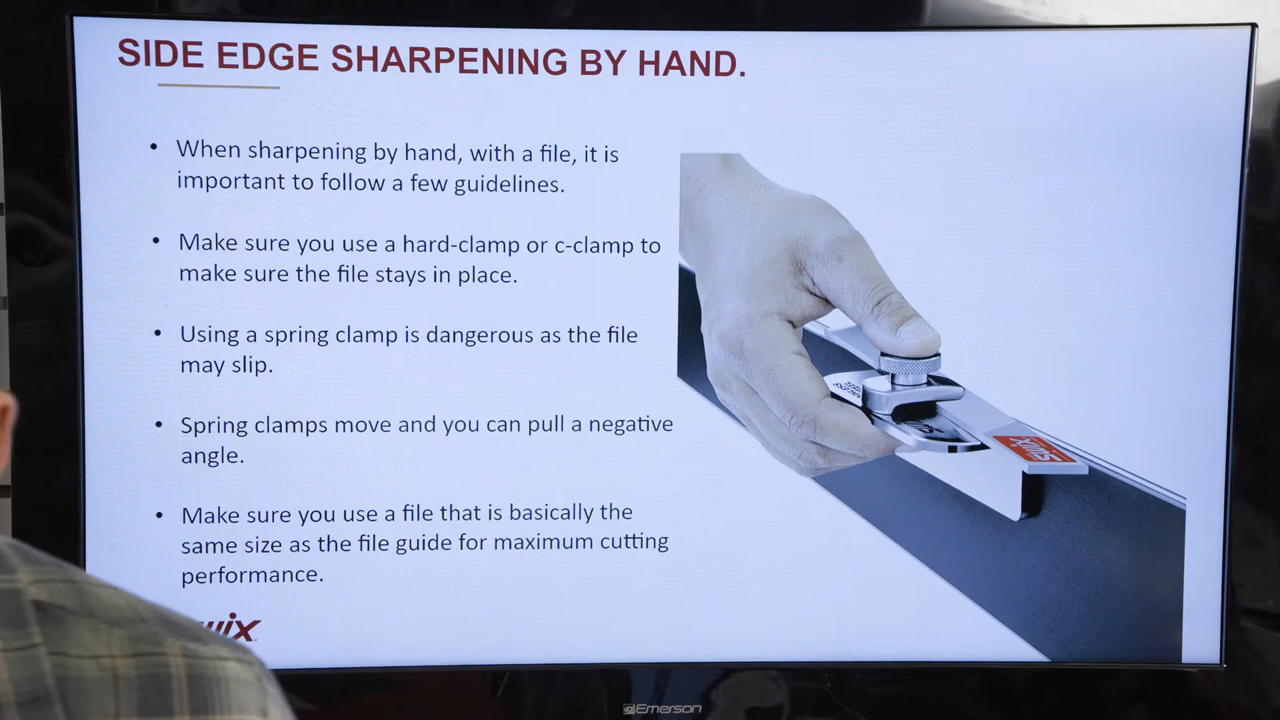 SIDE EDGE SHARPENING BY HAND.
• When sharpening by hand, with a file, it is
important to follow a few guidelines.
• Make sure you use a hard-clamp or c-clamp to
make sure the file stays in place.
• Using a spring clamp is dangerous as the file
may slip.
• Spring clamps move and you can pull a negative
angle.
• Make sure you use a file that is basically the
same size as the file guide for maximum cutting
performance.
swix
Emerson